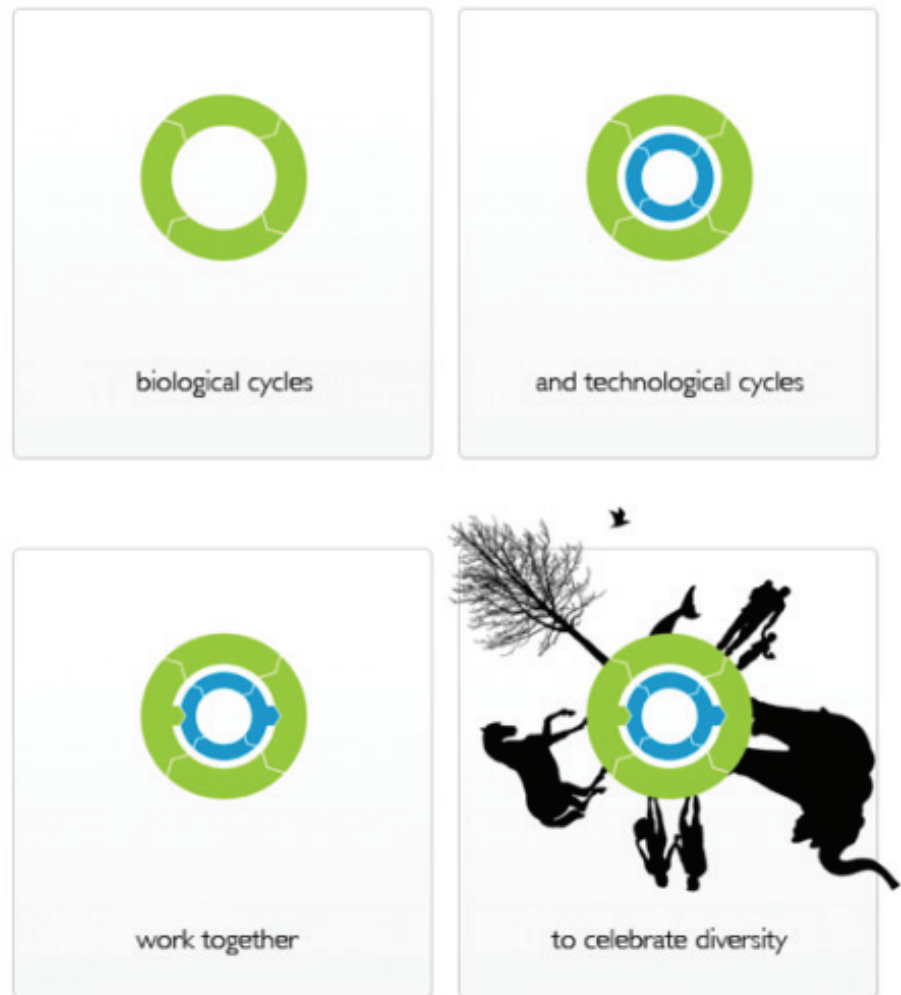 biological cycles
and technological cycles
work together
to celebrate diversity